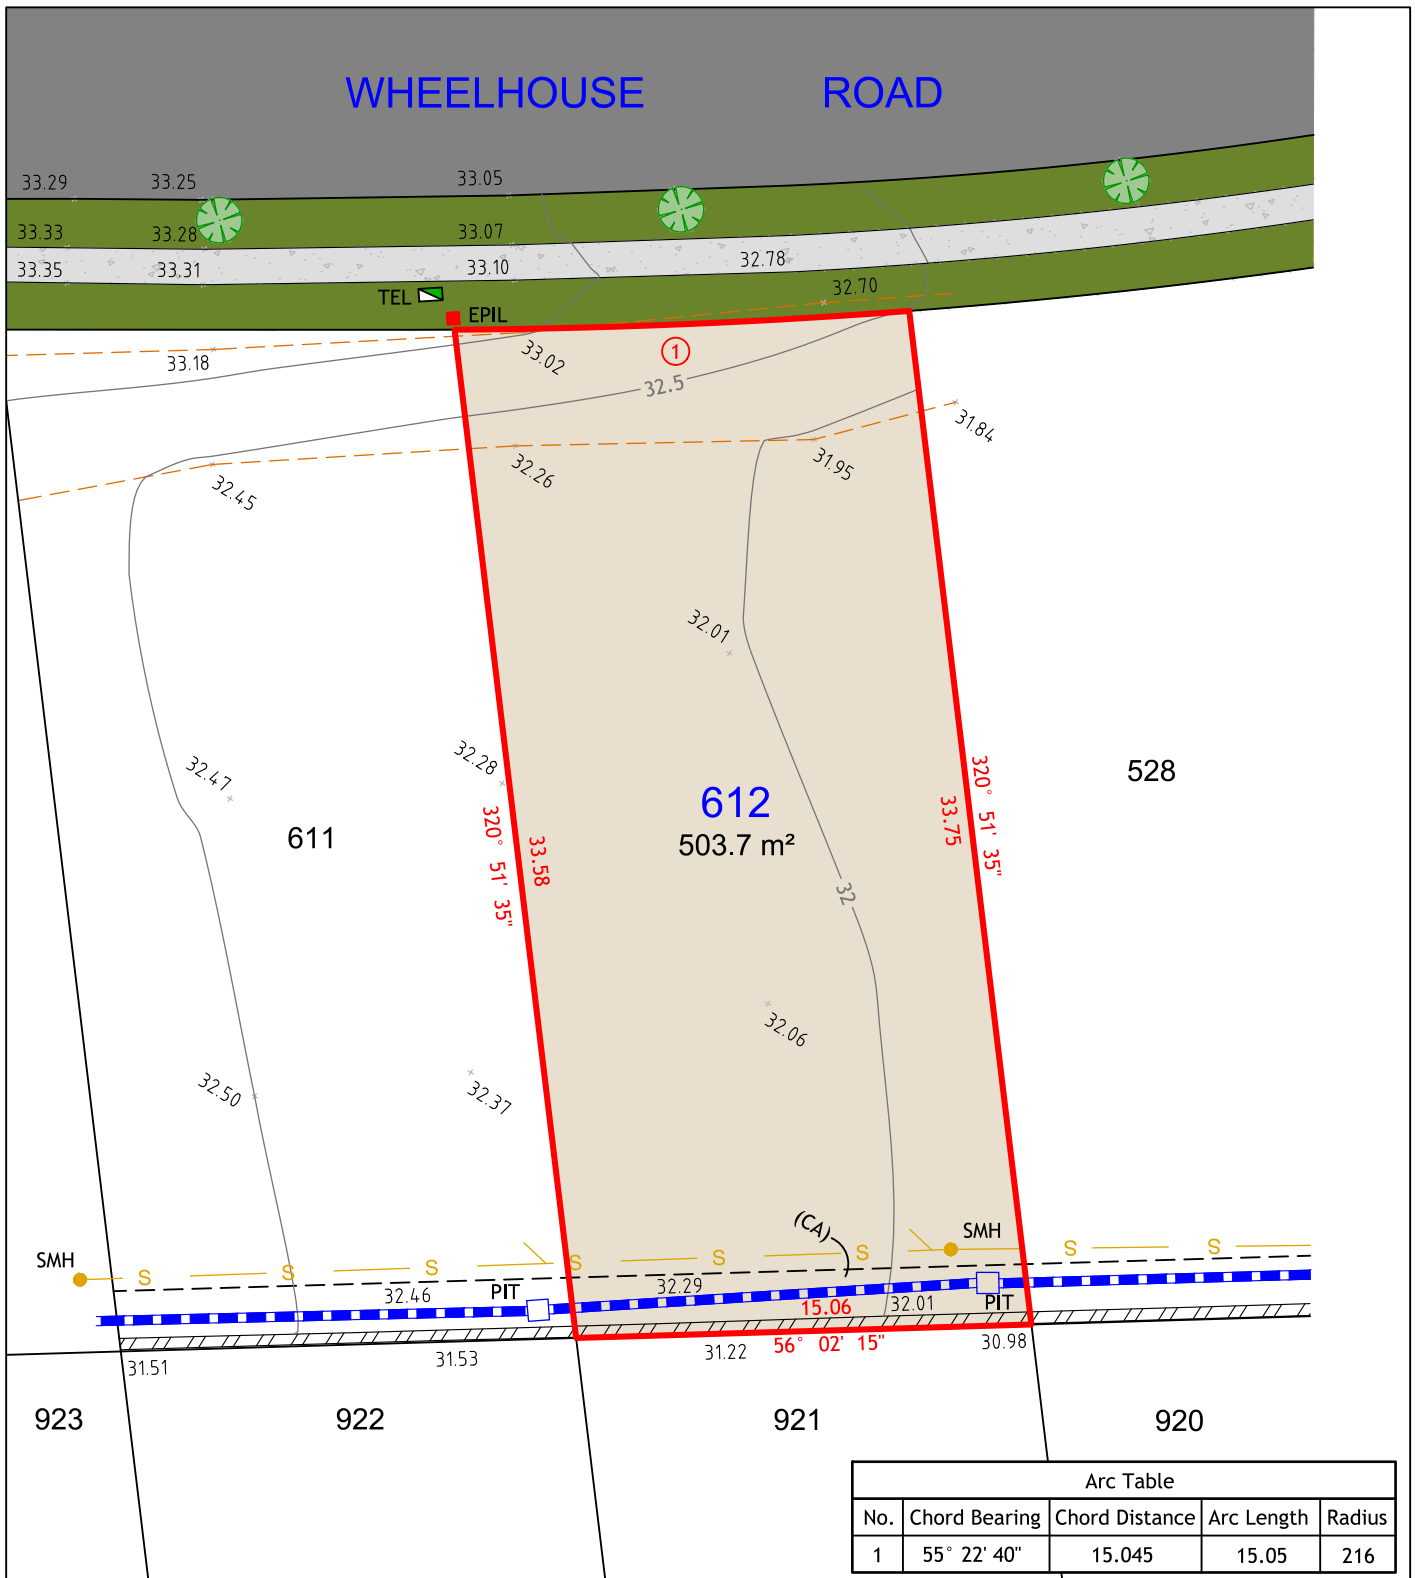 WHEELHOUSE ROAD
33.29 33.25 33.05
33.33 33.28 33.07
33.35 33.31 33.10 32.78
TEL
EPIL
32.70
33.18
33.02
1
32.5
31.84
32.45
32.26
31.95
32.01
32.28
32.47
528
611
612
503.7 m²
320° 51' 35"
33.58
33.75
320° 51' 35"
32
32.06
32.50
32.37
(CA)
SMH
SMH
S S S S S S S S
32.46
PIT
32.29
15.06
32.01
PIT
31.51
31.53
31.22
56° 02' 15"
30.98
923 922 921 920
Arc Table
No. Chord Bearing Chord Distance Arc Length Radius
1 55° 22' 40" 15.045 15.05 216